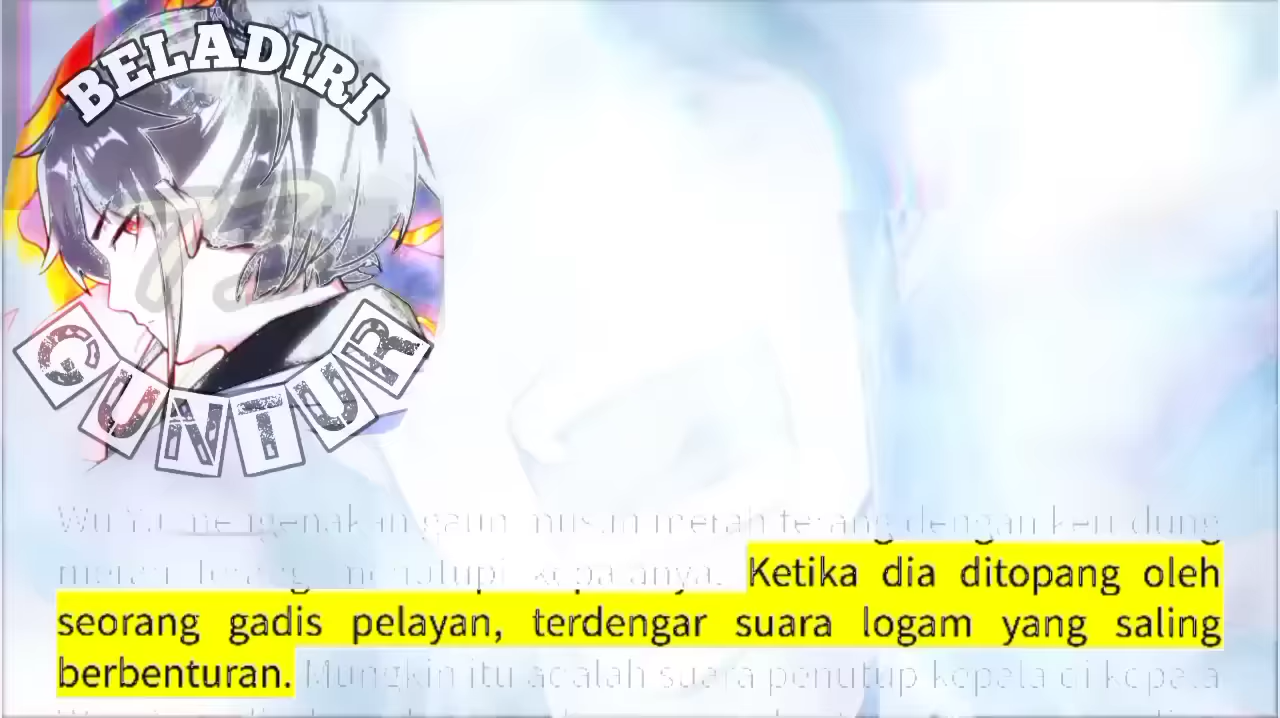 BELADIRI
GUNTUR
Wu Yu mengenakan gaun musim merah terang dengan kerudung
merah terang menutupi kepalanya. Ketika dia ditopang oleh
seorang gadis pelayan, terdengar suara logam yang saling
berbenturan. Mungkin itu adalah suara penutup kepala di kepala